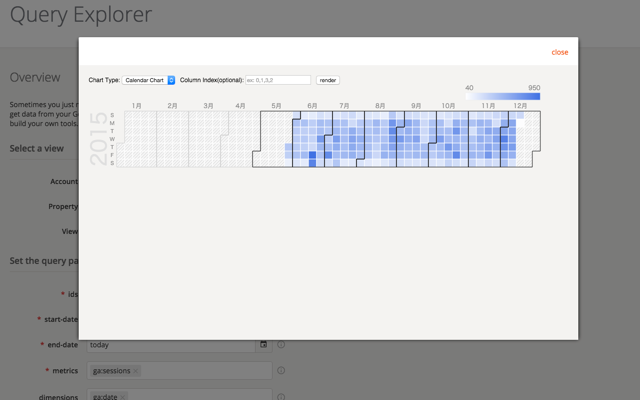 Query Explorer
close
Chart Type: Calendar Chart Column Index(optional): ex: 0,1,3,2 render
40 950
1月 2月 3月 4月 6月 7月 8月 9月 10月 11月 12月
2015
S
M
T
W
T
F
S
Overview
Sometimes you just
get data from your G
build your own tools.
Select a view
Account
Property
View
Set the query pa
* ids
* start-date
* end-date today
* metrics ga:sessions
dimensions ga:date